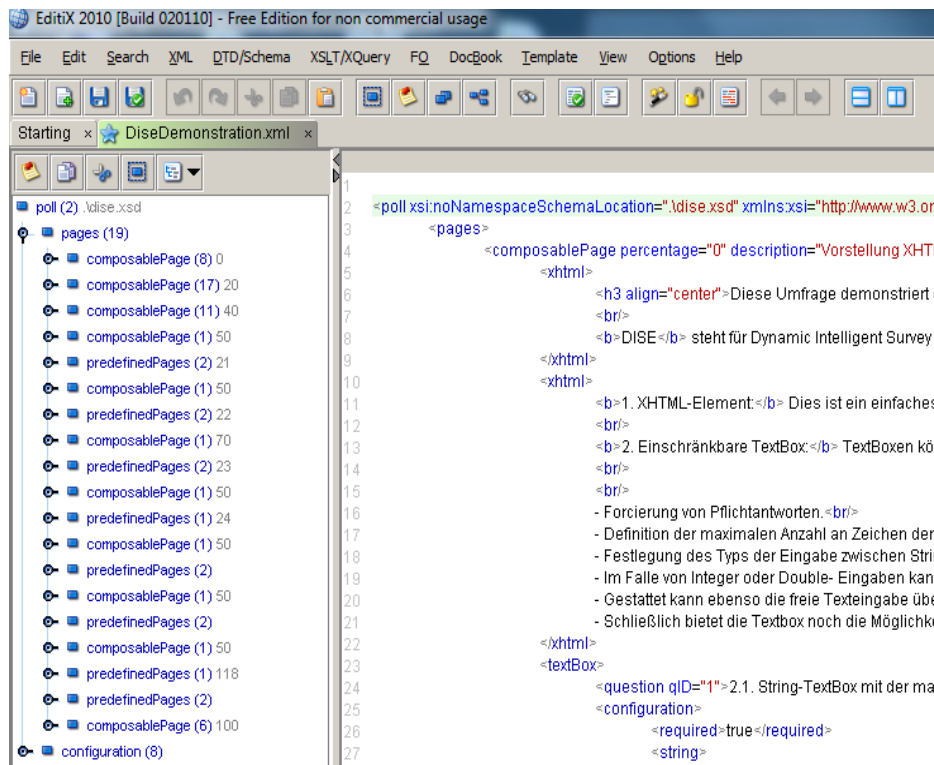 EditiX 2010 [Build 020110] - Free Edition for non commercial usage
File Edit Search XML DTD/Schema XSLT/XQuery FO DocBook Template View Options Help
Starting × DiseDemonstration.xml ×
poll (2) .\dise.xsd
pages (19)
composablePage (8) 0
composablePage (17) 20
composablePage (11) 40
composablePage (1) 50
predefinedPages (2) 21
composablePage (1) 50
predefinedPages (2) 22
composablePage (1) 70
predefinedPages (2) 23
composablePage (1) 50
predefinedPages (1) 24
composablePage (1) 50
predefinedPages (2)
composablePage (1) 50
predefinedPages (2)
composablePage (1) 50
predefinedPages (1) 118
predefinedPages (2)
composablePage (6) 100
configuration (8)
1
2 <poll xsi:noNamespaceSchemaLocation=".\dise.xsd" xmlns:xsi="http://www.w3.or
3 <pages>
4 <composablePage percentage="0" description="Vorstellung XHT
5 <xhtml>
6 <h3 align="center">Diese Umfrage demonstriert
7 <br/>
8 <b>DISE</b> steht für Dynamic Intelligent Survey
9 </xhtml>
10 <xhtml>
11 <b>1. XHTML-Element:</b> Dies ist ein einfaches
12 <br/>
13 <b>2. Einschränkbare TextBox:</b> TextBoxen kö
14 <br/>
15 <br/>
16 - Forcierung von Pflichtantworten.<br/>
17 - Definition der maximalen Anzahl an Zeichen der
18 - Festlegung des Typs der Eingabe zwischen Stri
19 - Im Falle von Integer oder Double- Eingaben kan
20 - Gestattet kann ebenso die freie Texteingabe übe
21 - Schließlich bietet die Textbox noch die Möglichke
22 </xhtml>
23 <textBox>
24 <question qID="1">2.1. String-TextBox mit der ma
25 <configuration>
26 <required>true</required>
27 <string>